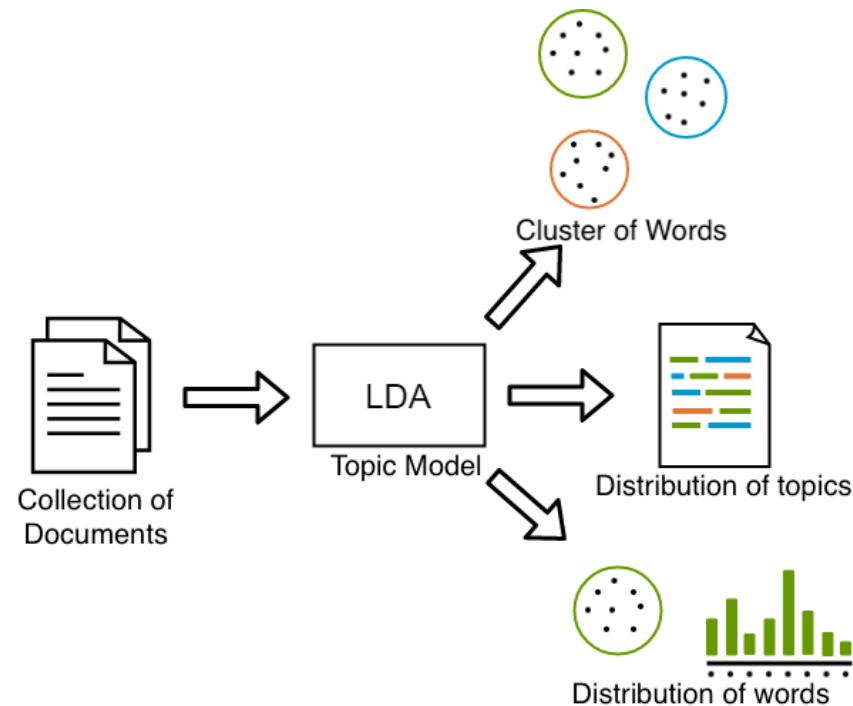 Cluster of Words
LDA
Topic Model
Collection of
Documents
Distribution of topics
Distribution of words